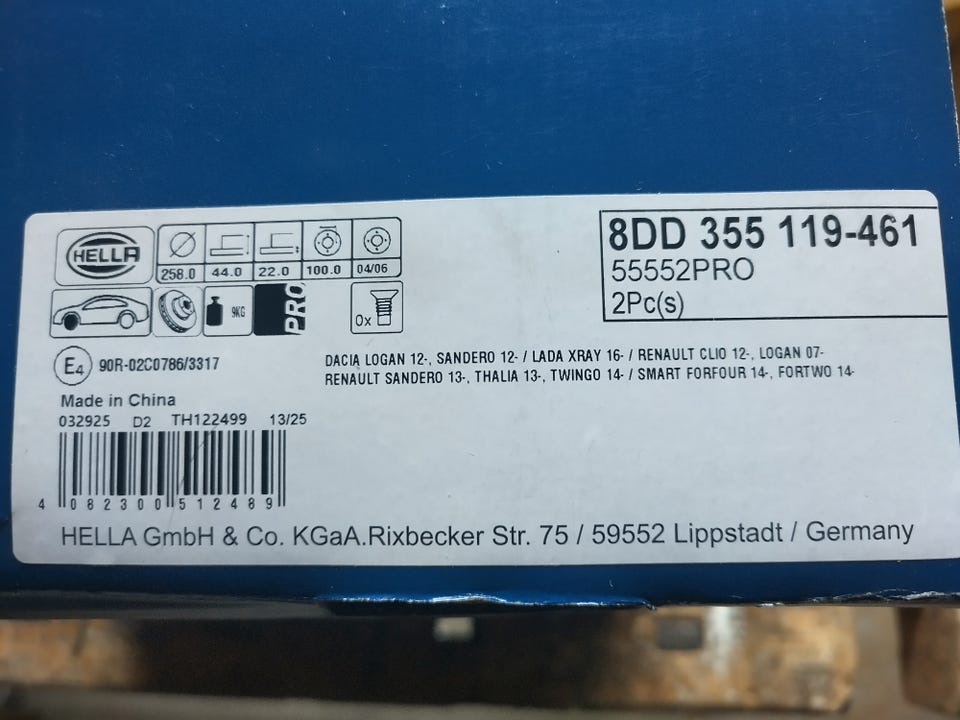 HELLA
258.0 44.0 22.0 100.0 04/06
9KG PRO 0x
8DD 355 119-461
55552PRO
2Pc(s)
E4 90R-02C0786/3317
DACIA LOGAN 12-, SANDERO 12- / LADA XRAY 16- / RENAULT CLIO 12-, LOGAN 07-
RENAULT SANDERO 13-, THALIA 13-, TWINGO 14- / SMART FORFOUR 14-, FORTWO 14-
Made in China
032925 D2 TH122499 13/25
4 082300 512489
HELLA GmbH & Co. KGaA.Rixbecker Str. 75 / 59552 Lippstadt / Germany